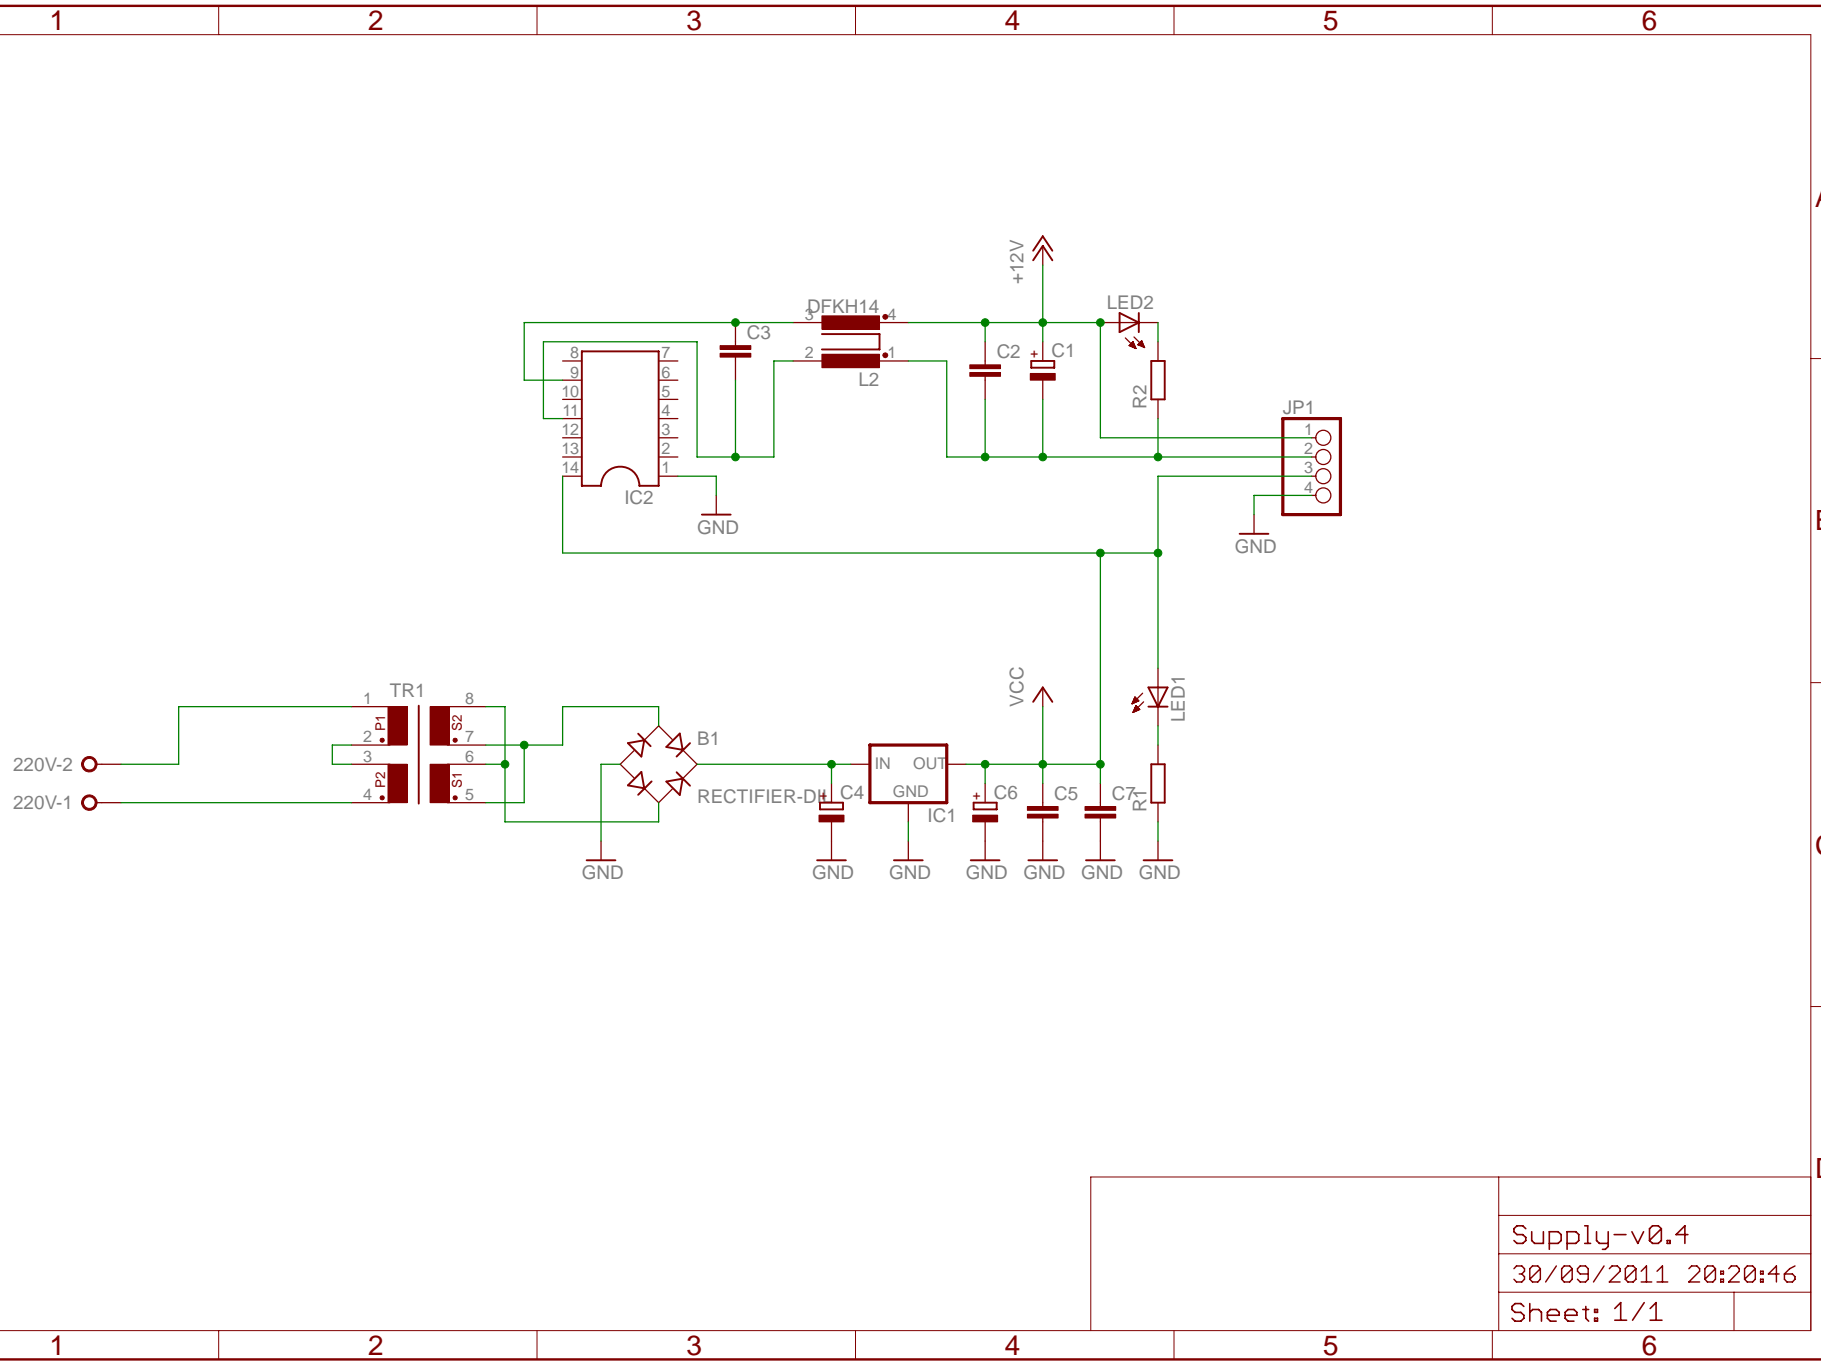 1 2 3 4 5 6
A
+12V
LED2
DFKH14
3 4
C3
C2 C1
2 1
L2
R2
8 7
9 6
10 5
11 4
12 3
13 2
14 1
IC2
GND
JP1
1
2
3
4
GND
B
TR1
1 8
P1 S2
2 7
3 6
P2 S1
4 5
220V-2
220V-1
B1
RECTIFIER-DI
VCC
LED1
IN OUT
GND
IC1
+ C4
+ C6
C5
C7
R1
GND GND GND GND GND GND GND
C
D
Supply-v0.4
30/09/2011 20:20:46
Sheet: 1/1
1 2 3 4 5 6